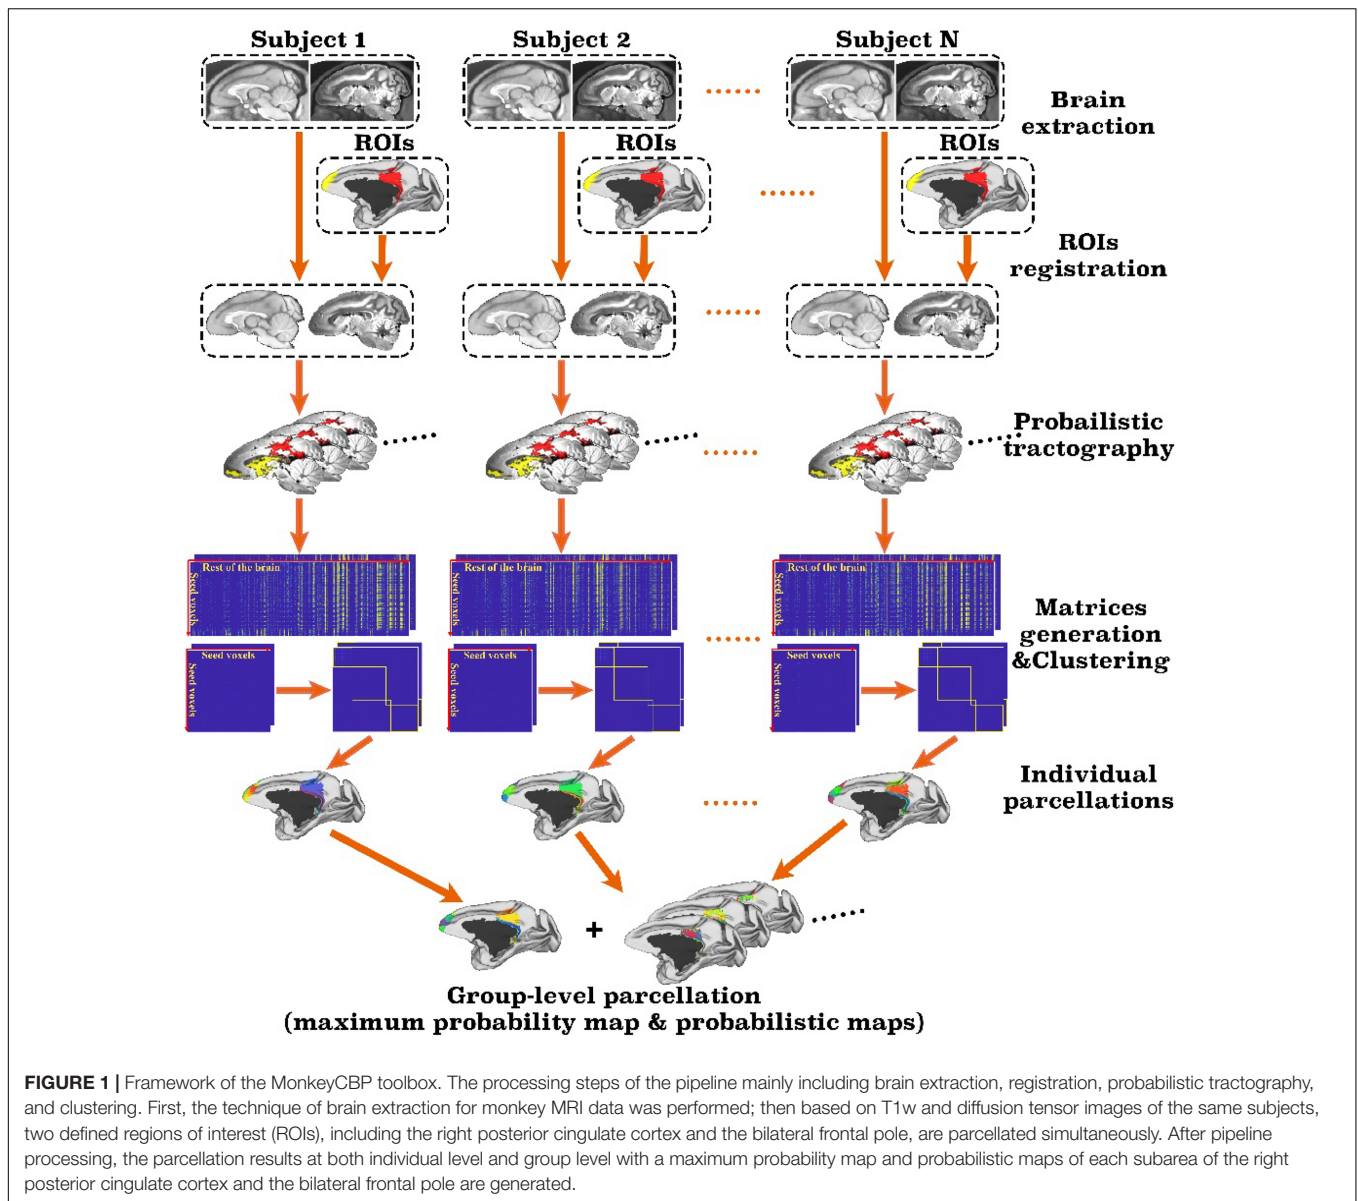 Subject 1
Subject 2
Subject N
Brain
extraction
ROIs
ROIs
ROIs
ROIs
registration
Probailistic
tractography
Rest of the brain
Seed voxels
Rest of the brain
Seed voxels
Rest of the brain
Seed voxels
Matrices
generation
&Clustering
Seed voxels
Seed voxels
Seed voxels
Seed voxels
Seed voxels
Seed voxels
Individual
parcellations
+
Group-level parcellation
(maximum probability map & probabilistic maps)
FIGURE 1 | Framework of the MonkeyCBP toolbox. The processing steps of the pipeline mainly including brain extraction, registration, probabilistic tractography,
and clustering. First, the technique of brain extraction for monkey MRI data was performed; then based on T1w and diffusion tensor images of the same subjects,
two defined regions of interest (ROIs), including the right posterior cingulate cortex and the bilateral frontal pole, are parcellated simultaneously. After pipeline
processing, the parcellation results at both individual level and group level with a maximum probability map and probabilistic maps of each subarea of the right
posterior cingulate cortex and the bilateral frontal pole are generated.